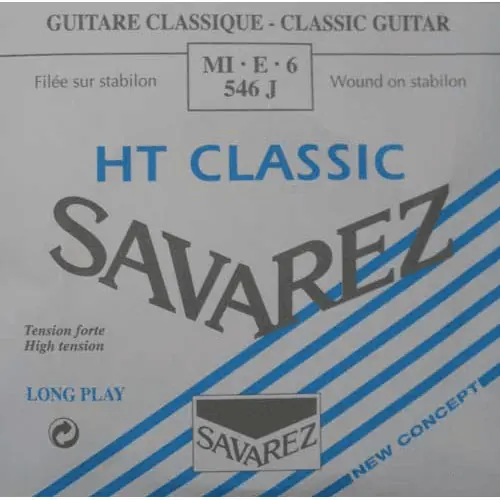 GUITARE CLASSIQUE - CLASSIC GUITAR
MI · E · 6
546 J
Filée sur stabilon
Wound on stabilon
HT CLASSIC
SAVAREZ
Tension forte
High tension
LONG PLAY
SAVAREZ
NEW CONCEPT